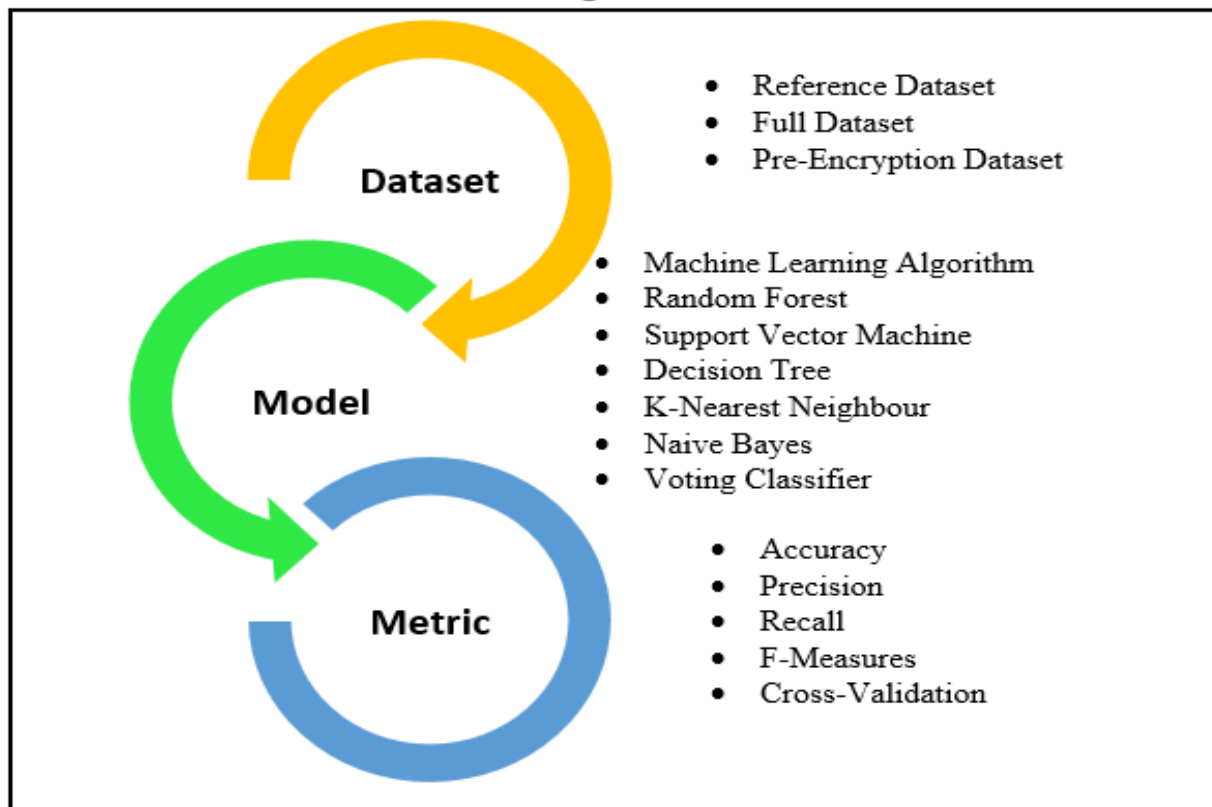 Dataset
• Reference Dataset
• Full Dataset
• Pre-Encryption Dataset
Model
• Machine Learning Algorithm
• Random Forest
• Support Vector Machine
• Decision Tree
• K-Nearest Neighbour
• Naive Bayes
• Voting Classifier
Metric
• Accuracy
• Precision
• Recall
• F-Measures
• Cross-Validation